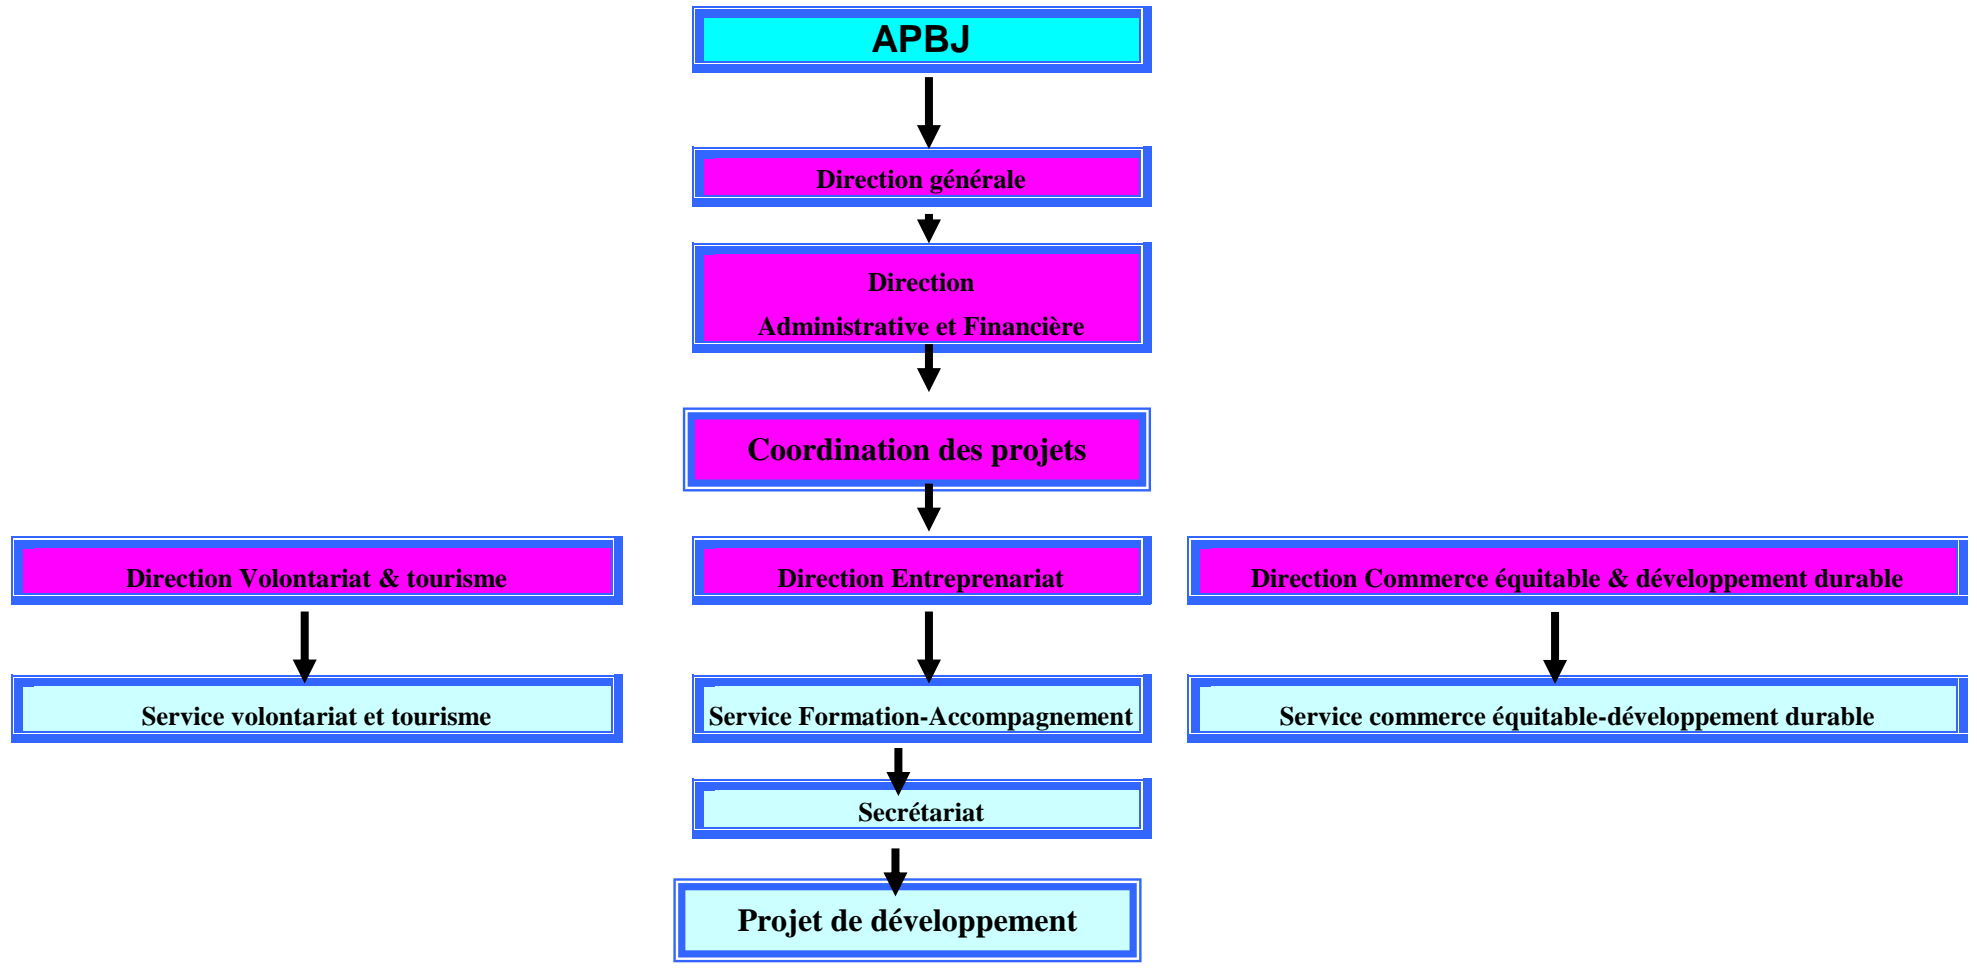 APBJ
Direction générale
Direction
Administrative et Financière
Coordination des projets
Direction Volontariat & tourisme
Direction Entreprenariat
Direction Commerce équitable & développement durable
Service volontariat et tourisme
Service Formation-Accompagnement
Service commerce équitable-développement durable
Secrétariat
Projet de développement